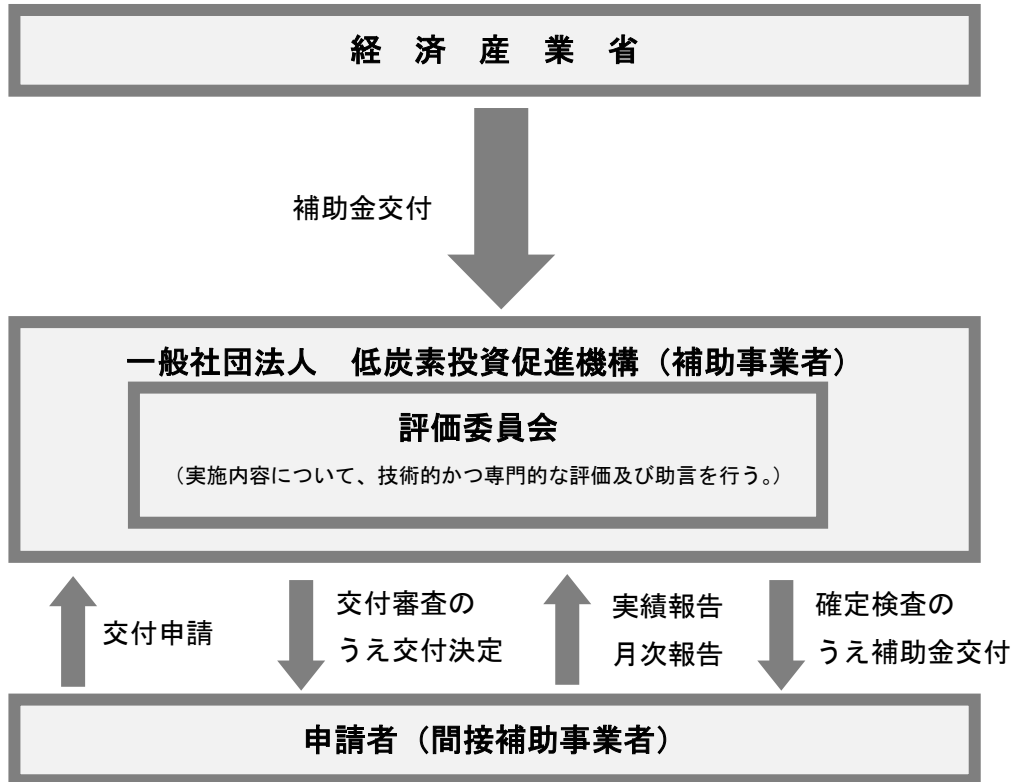 経 済 産 業 省
補助金交付
一般社団法人 低炭素投資促進機構（補助事業者）
評価委員会
（実施内容について、技術的かつ専門的な評価及び助言を行う。）
交付申請
交付審査の
うえ交付決定
実績報告
月次報告
確定検査の
うえ補助金交付
申請者（間接補助事業者）